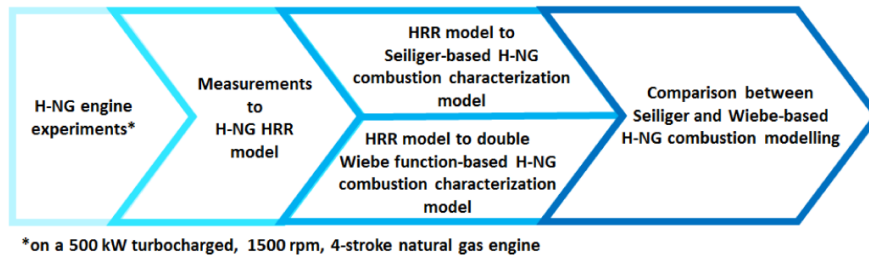 H-NG engine
experiments*
Measurements
to
H-NG HRR
model
HRR model to
Seiliger-based H-NG
combustion characterization
model
HRR model to double
Wiebe function-based H-NG
combustion characterization
model
Comparison between
Seiliger and Wiebe-based
H-NG combustion modelling
*on a 500 kW turbocharged, 1500 rpm, 4-stroke natural gas engine